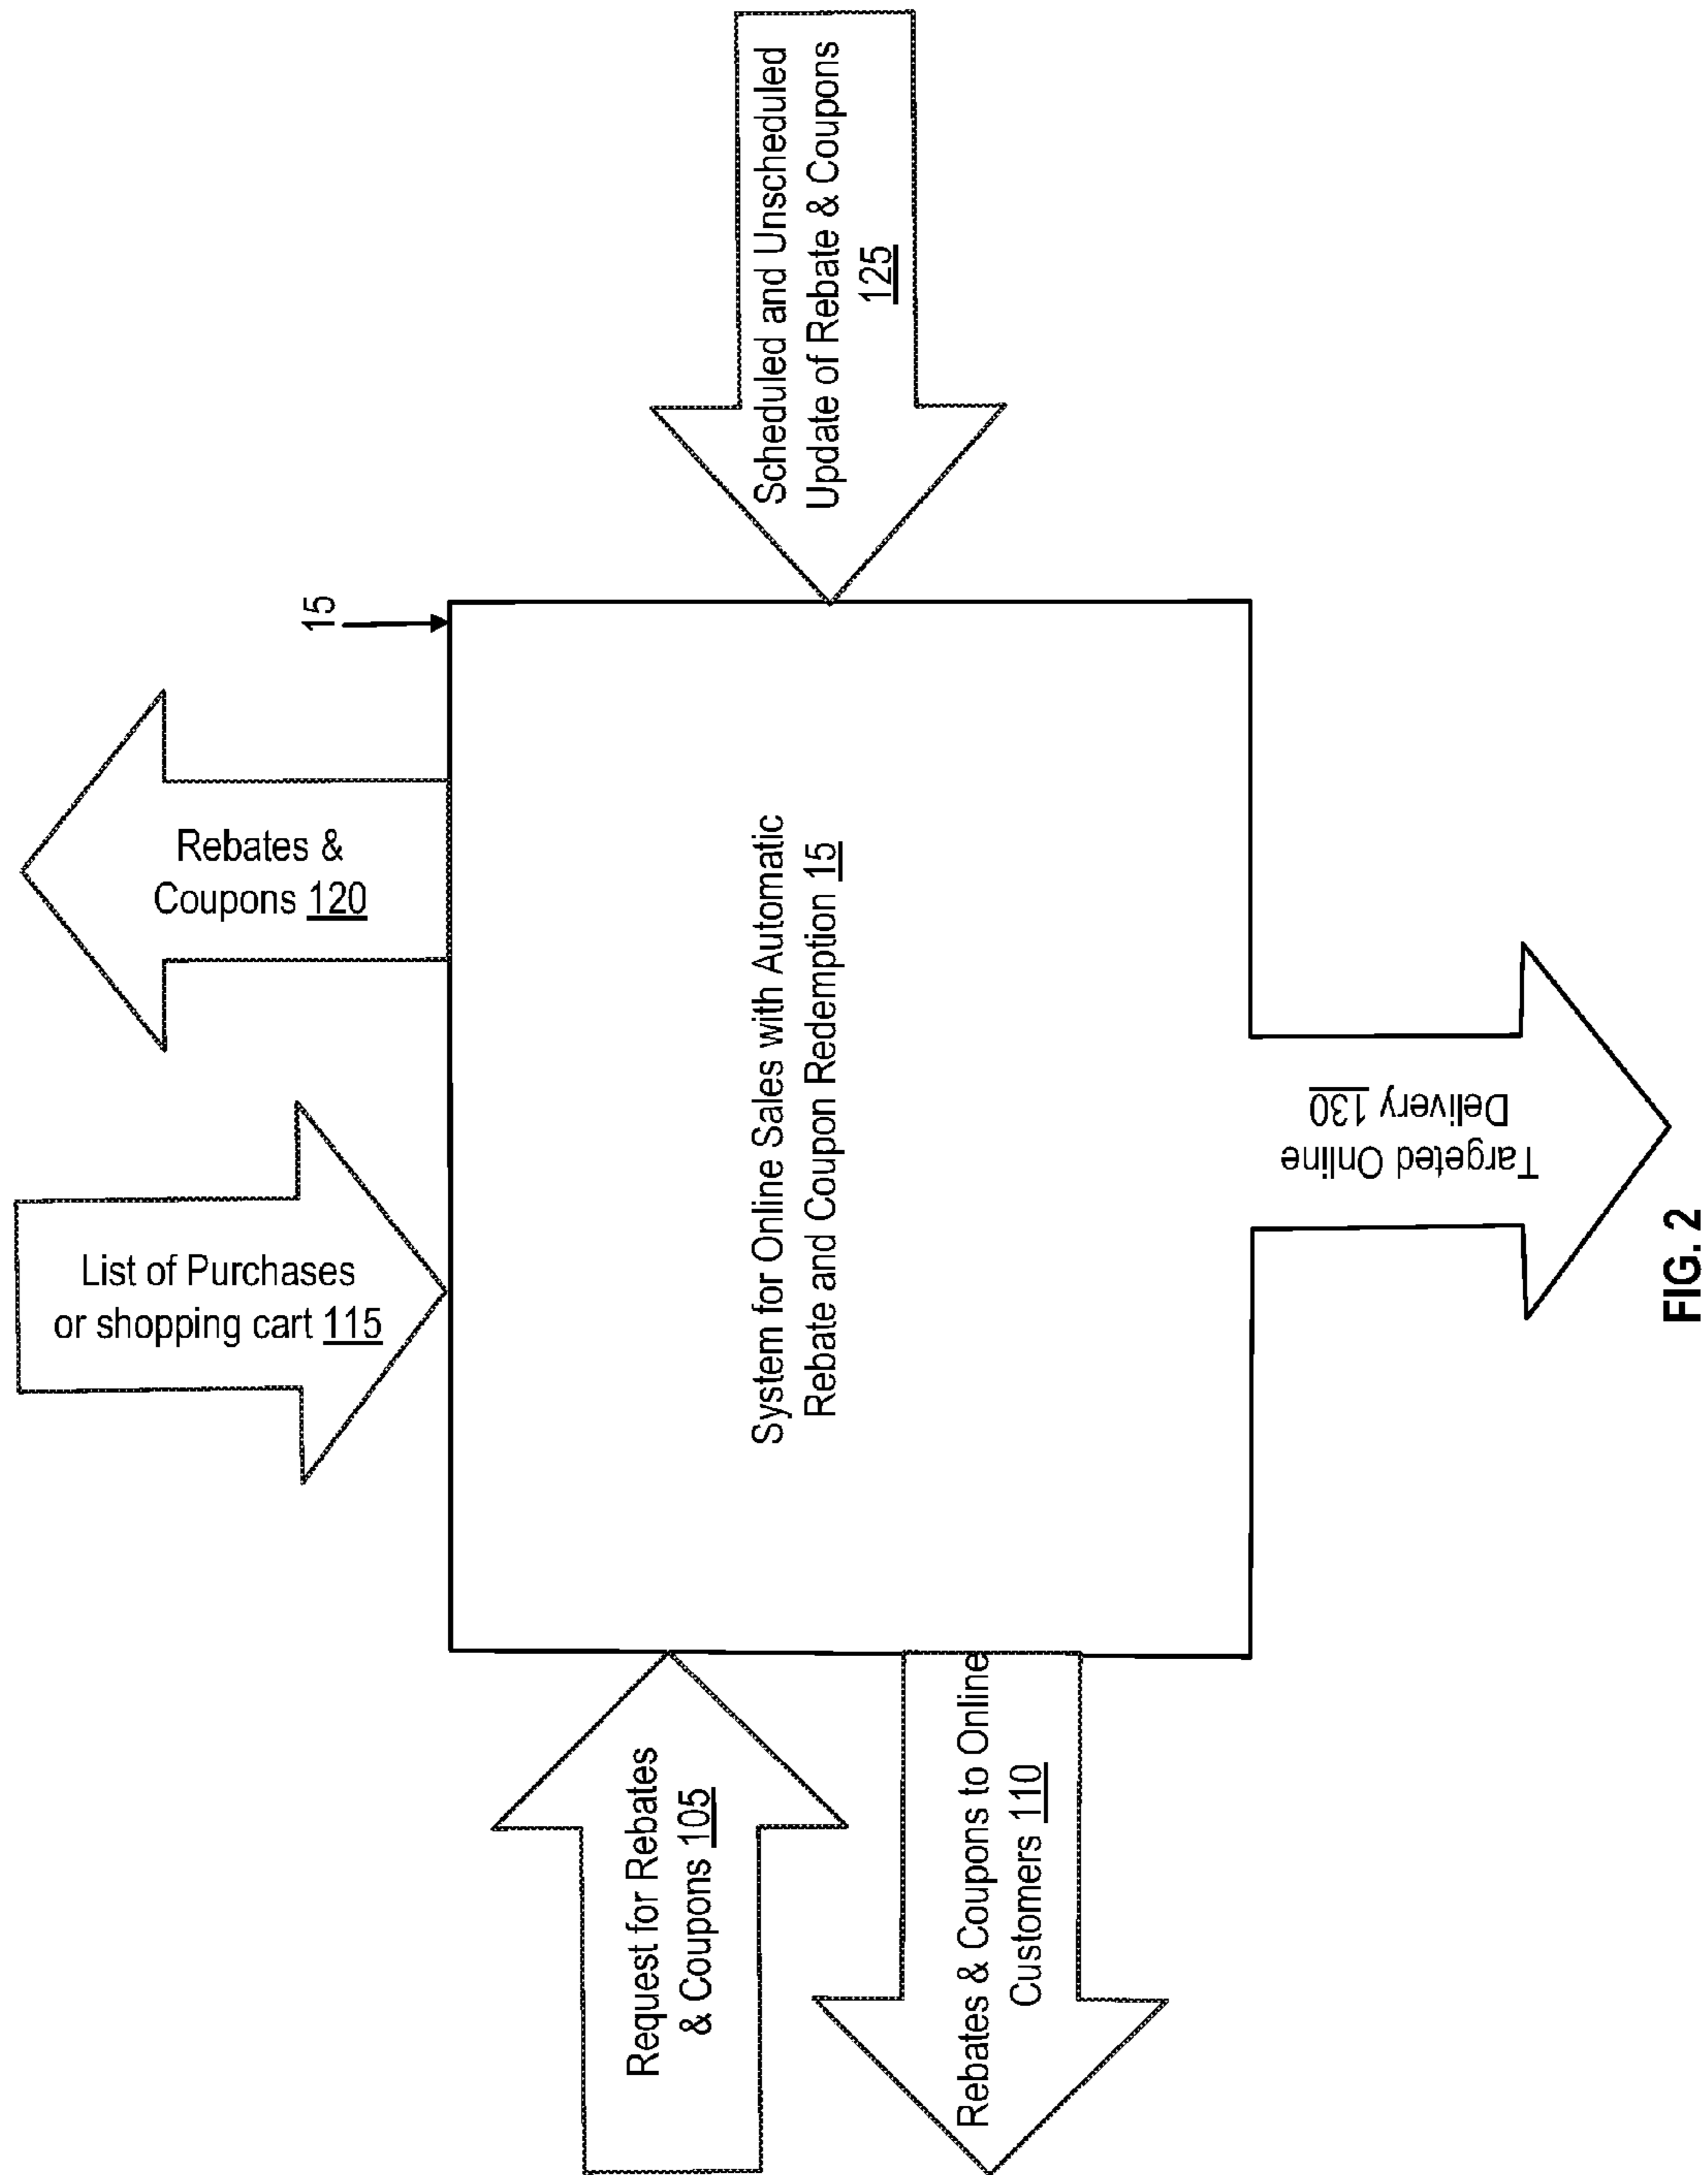 Scheduled and Unscheduled
Update of Rebate & Coupons
125
15
Rebates &
Coupons 120
List of Purchases
or shopping cart 115
System for Online Sales with Automatic
Rebate and Coupon Redemption 15
Targeted Online
Delivery 130
Request for Rebates
& Coupons 105
Rebates & Coupons to Online
Customers 110
FIG. 2